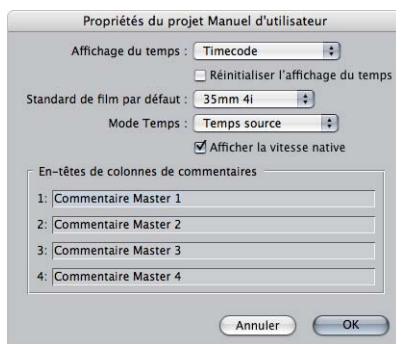 Propriétés du projet Manuel d'utilisateur
Affichage du temps : Timecode
Réinitialiser l'affichage du temps
Standard de film par défaut : 35mm 4i
Mode Temps : Temps source
Afficher la vitesse native
En-têtes de colonnes de commentaires
1: Commentaire Master 1
2: Commentaire Master 2
3: Commentaire Master 3
4: Commentaire Master 4
Annuler OK